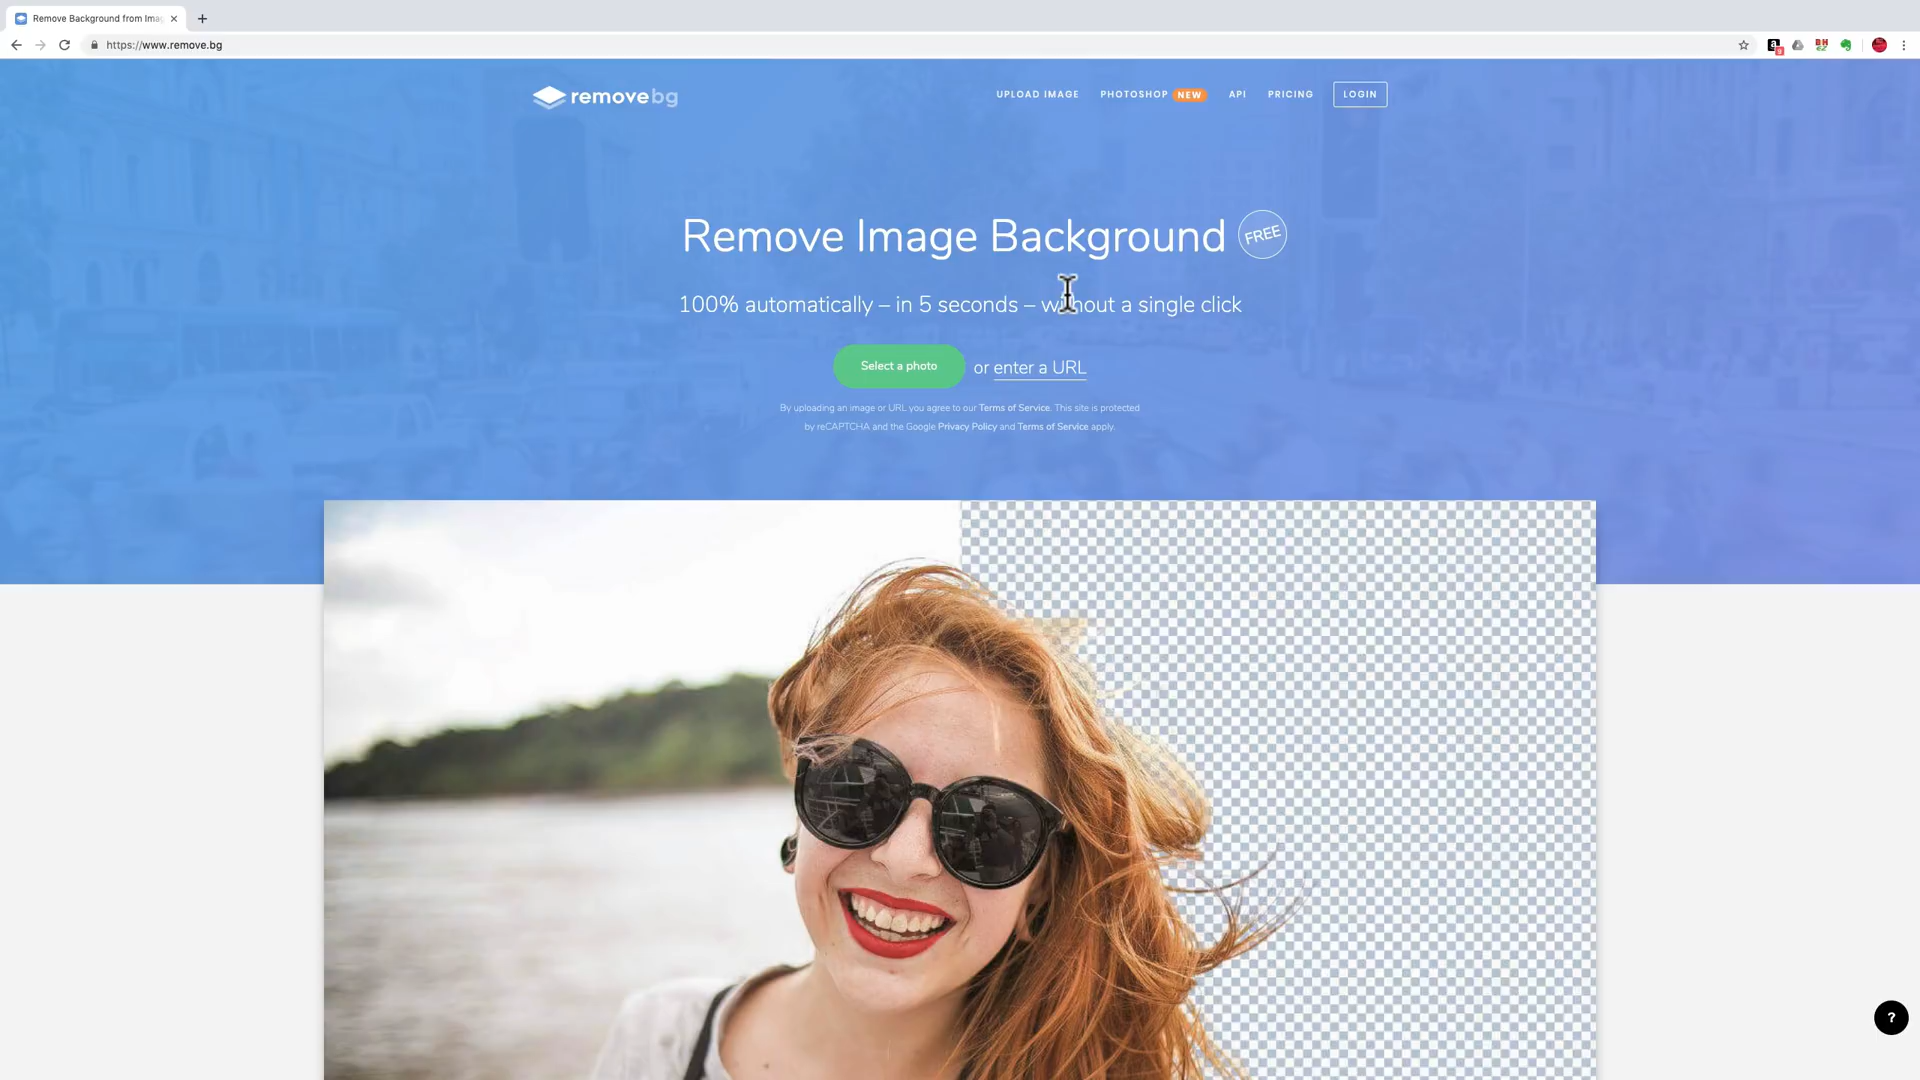 Remove Background from Ima
https://www.remove.bg
removebg
UPLOAD IMAGE PHOTOSHOP NEW API PRICING LOGIN
Remove Image Background FREE
100% automatically – in 5 seconds – without a single click
Select a photo or enter a URL
By uploading an image or URL you agree to our Terms of Service. This site is protected
by reCAPTCHA and the Google Privacy Policy and Terms of Service apply.
?